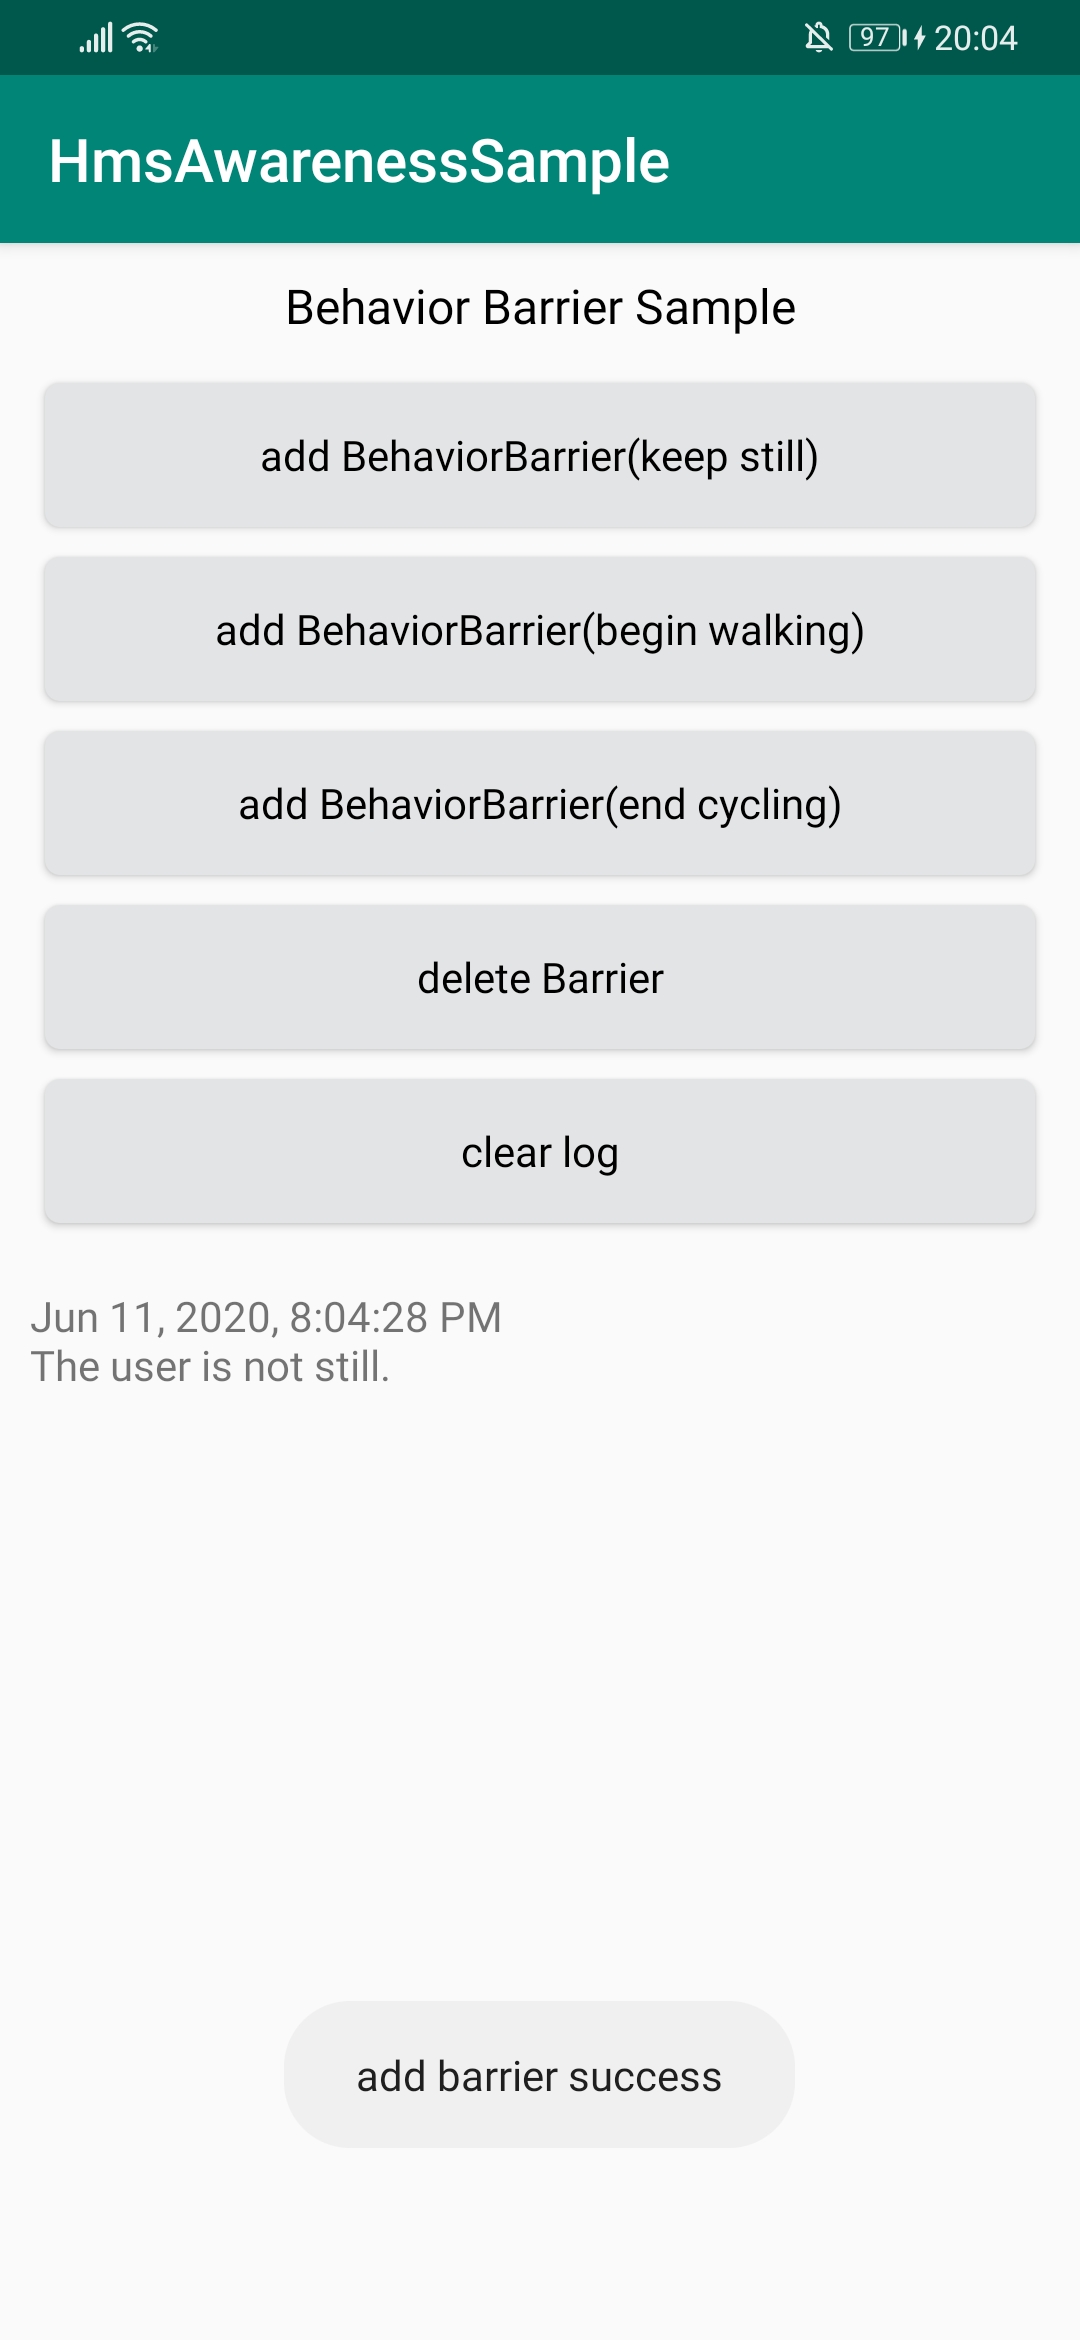 97 20:04
HmsAwarenessSample
Behavior Barrier Sample
add BehaviorBarrier(keep still)
add BehaviorBarrier(begin walking)
add BehaviorBarrier(end cycling)
delete Barrier
clear log
Jun 11, 2020, 8:04:28 PM
The user is not still.
add barrier success